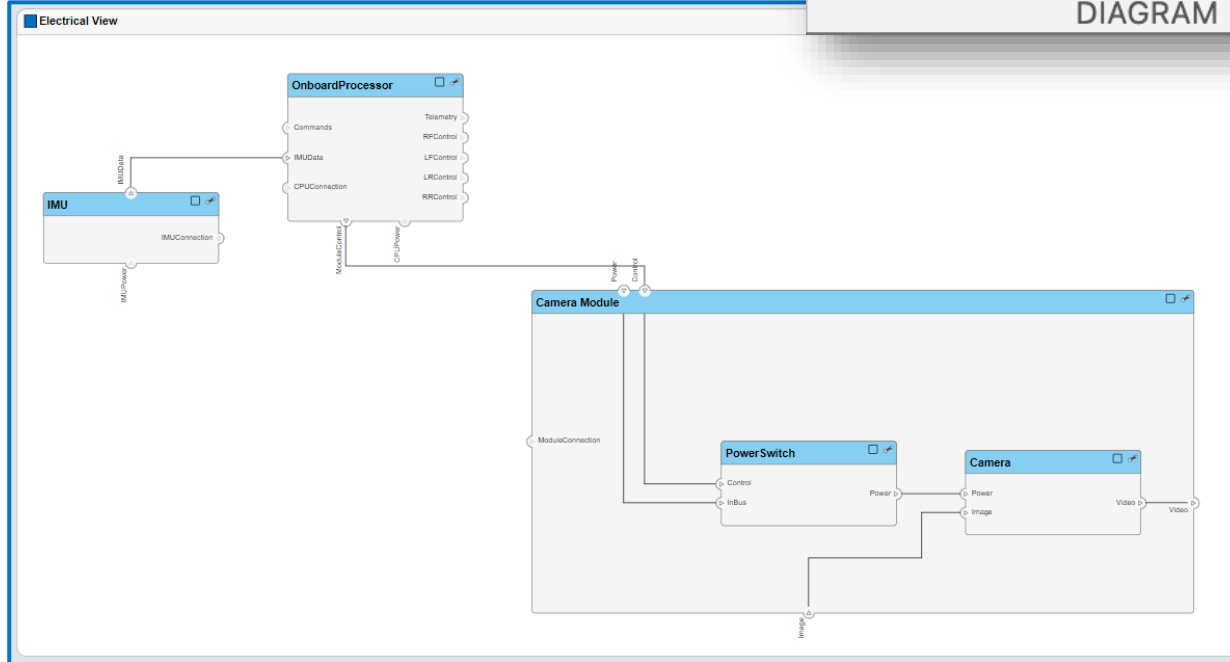 DIAGRAM
Electrical View
OnboardProcessor
Commands
IMUData
CPUConnection
Telemetry
RFControl
LFControl
LRControl
RRControl
ModuleControl
CPUPower
IMUData
IMU
IMUConnection
IMUPower
Power
Control
Camera Module
ModuleConnection
PowerSwitch
Control
InBus
Power
Camera
Power
Image
Video
Video
Image